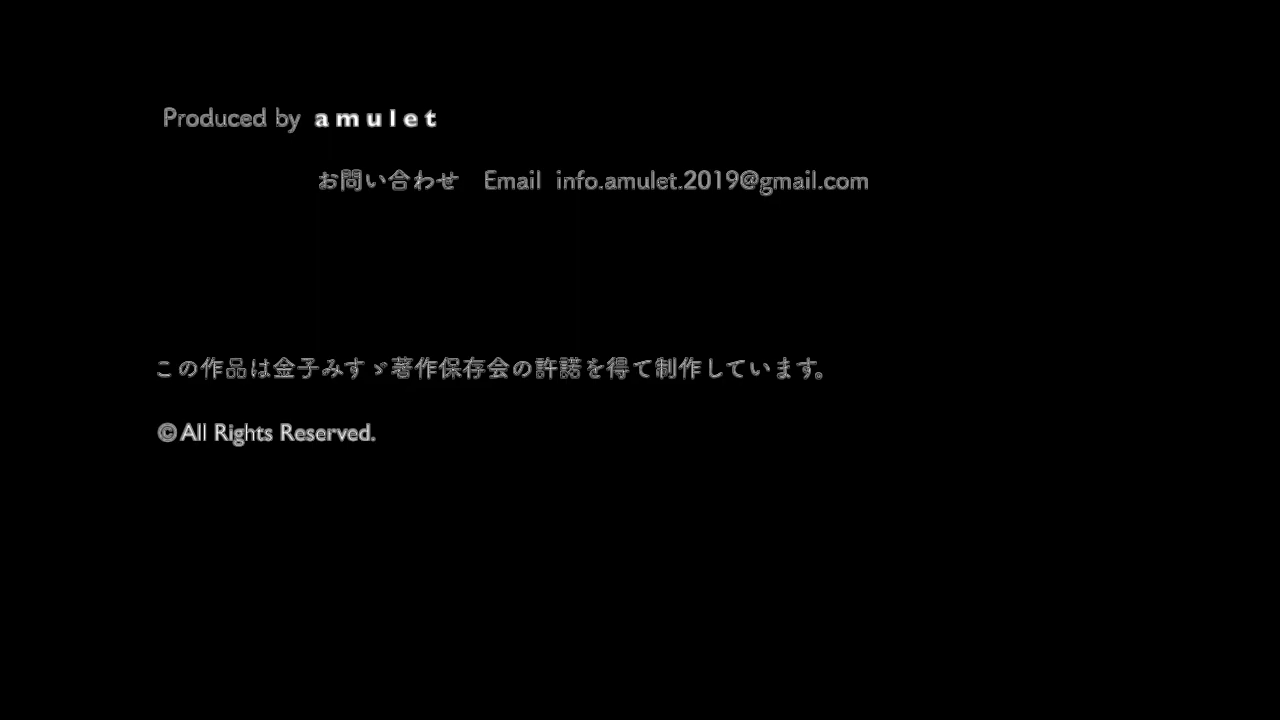 Produced by amulet
お問い合わせ　Email info.amulet.2019@gmail.com
この作品は金子みすゞ著作保存会の許諾を得て制作しています。
© All Rights Reserved.